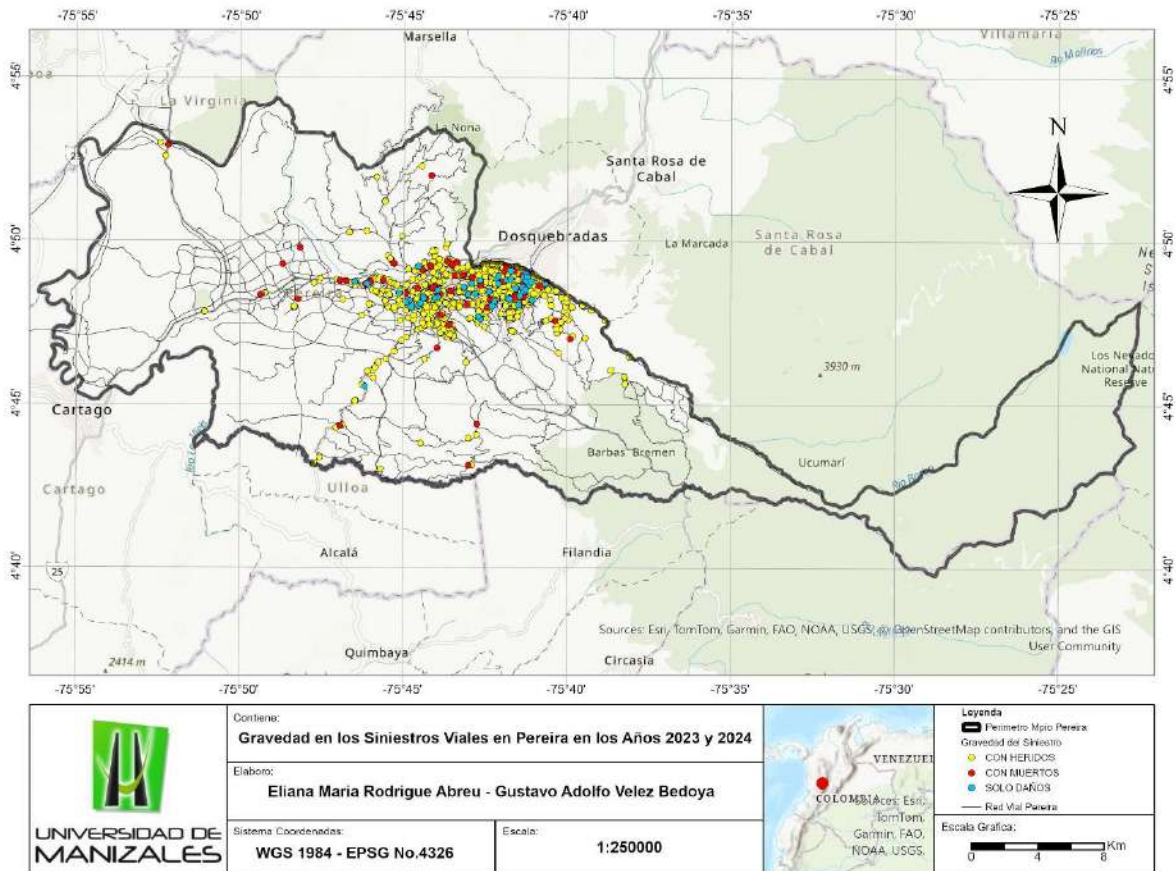 -75°55'
-75°50'
-75°45'
-75°40'
-75°35'
-75°30'
-75°25'
Marsella
Villamaría
Rio Molinos
4°55'
4°55'
La Virginia
La Nona
N
25
Santa Rosa de
Cabal
4°50'
4°50'
Dosquebradas
La Marcada
Santa Rosa
de Cabal
3930 m
Los Nevado
National Natu
Reserve
4°45'
4°45'
Cartago
Barbas Bremen
Ucumarí
Cartago
Ulloa
Alcalá
Filandia
4°40'
4°40'
25
Sources: Esri, TomTom, Garmin, FAO, NOAA, USGS, © OpenStreetMap contributors, and the GIS
User Community
Quimbaya
2414 m
Circasia
-75°55'
-75°50'
-75°45'
-75°40'
-75°35'
-75°30'
-75°25'
UNIVERSIDAD DE
MANIZALES
Contiene:
Gravedad en los Siniestros Viales en Pereira en los Años 2023 y 2024
Elaboro:
Eliana Maria Rodrigue Abreu - Gustavo Adolfo Velez Bedoya
Sistema Coordenadas:
WGS 1984 - EPSG No.4326
Escala:
1:250000
VENEZUEL
COLOMBIA
Sources: Esri,
TomTom,
Garmin, FAO,
NOAA, USGS,
Leyenda
Perimetro Mpio Pereira
Gravedad del Siniestro
CON HERIDOS
CON MUERTOS
SOLO DAÑOS
Red Vial Pereira
Escala Grafica:
0 4 8 Km